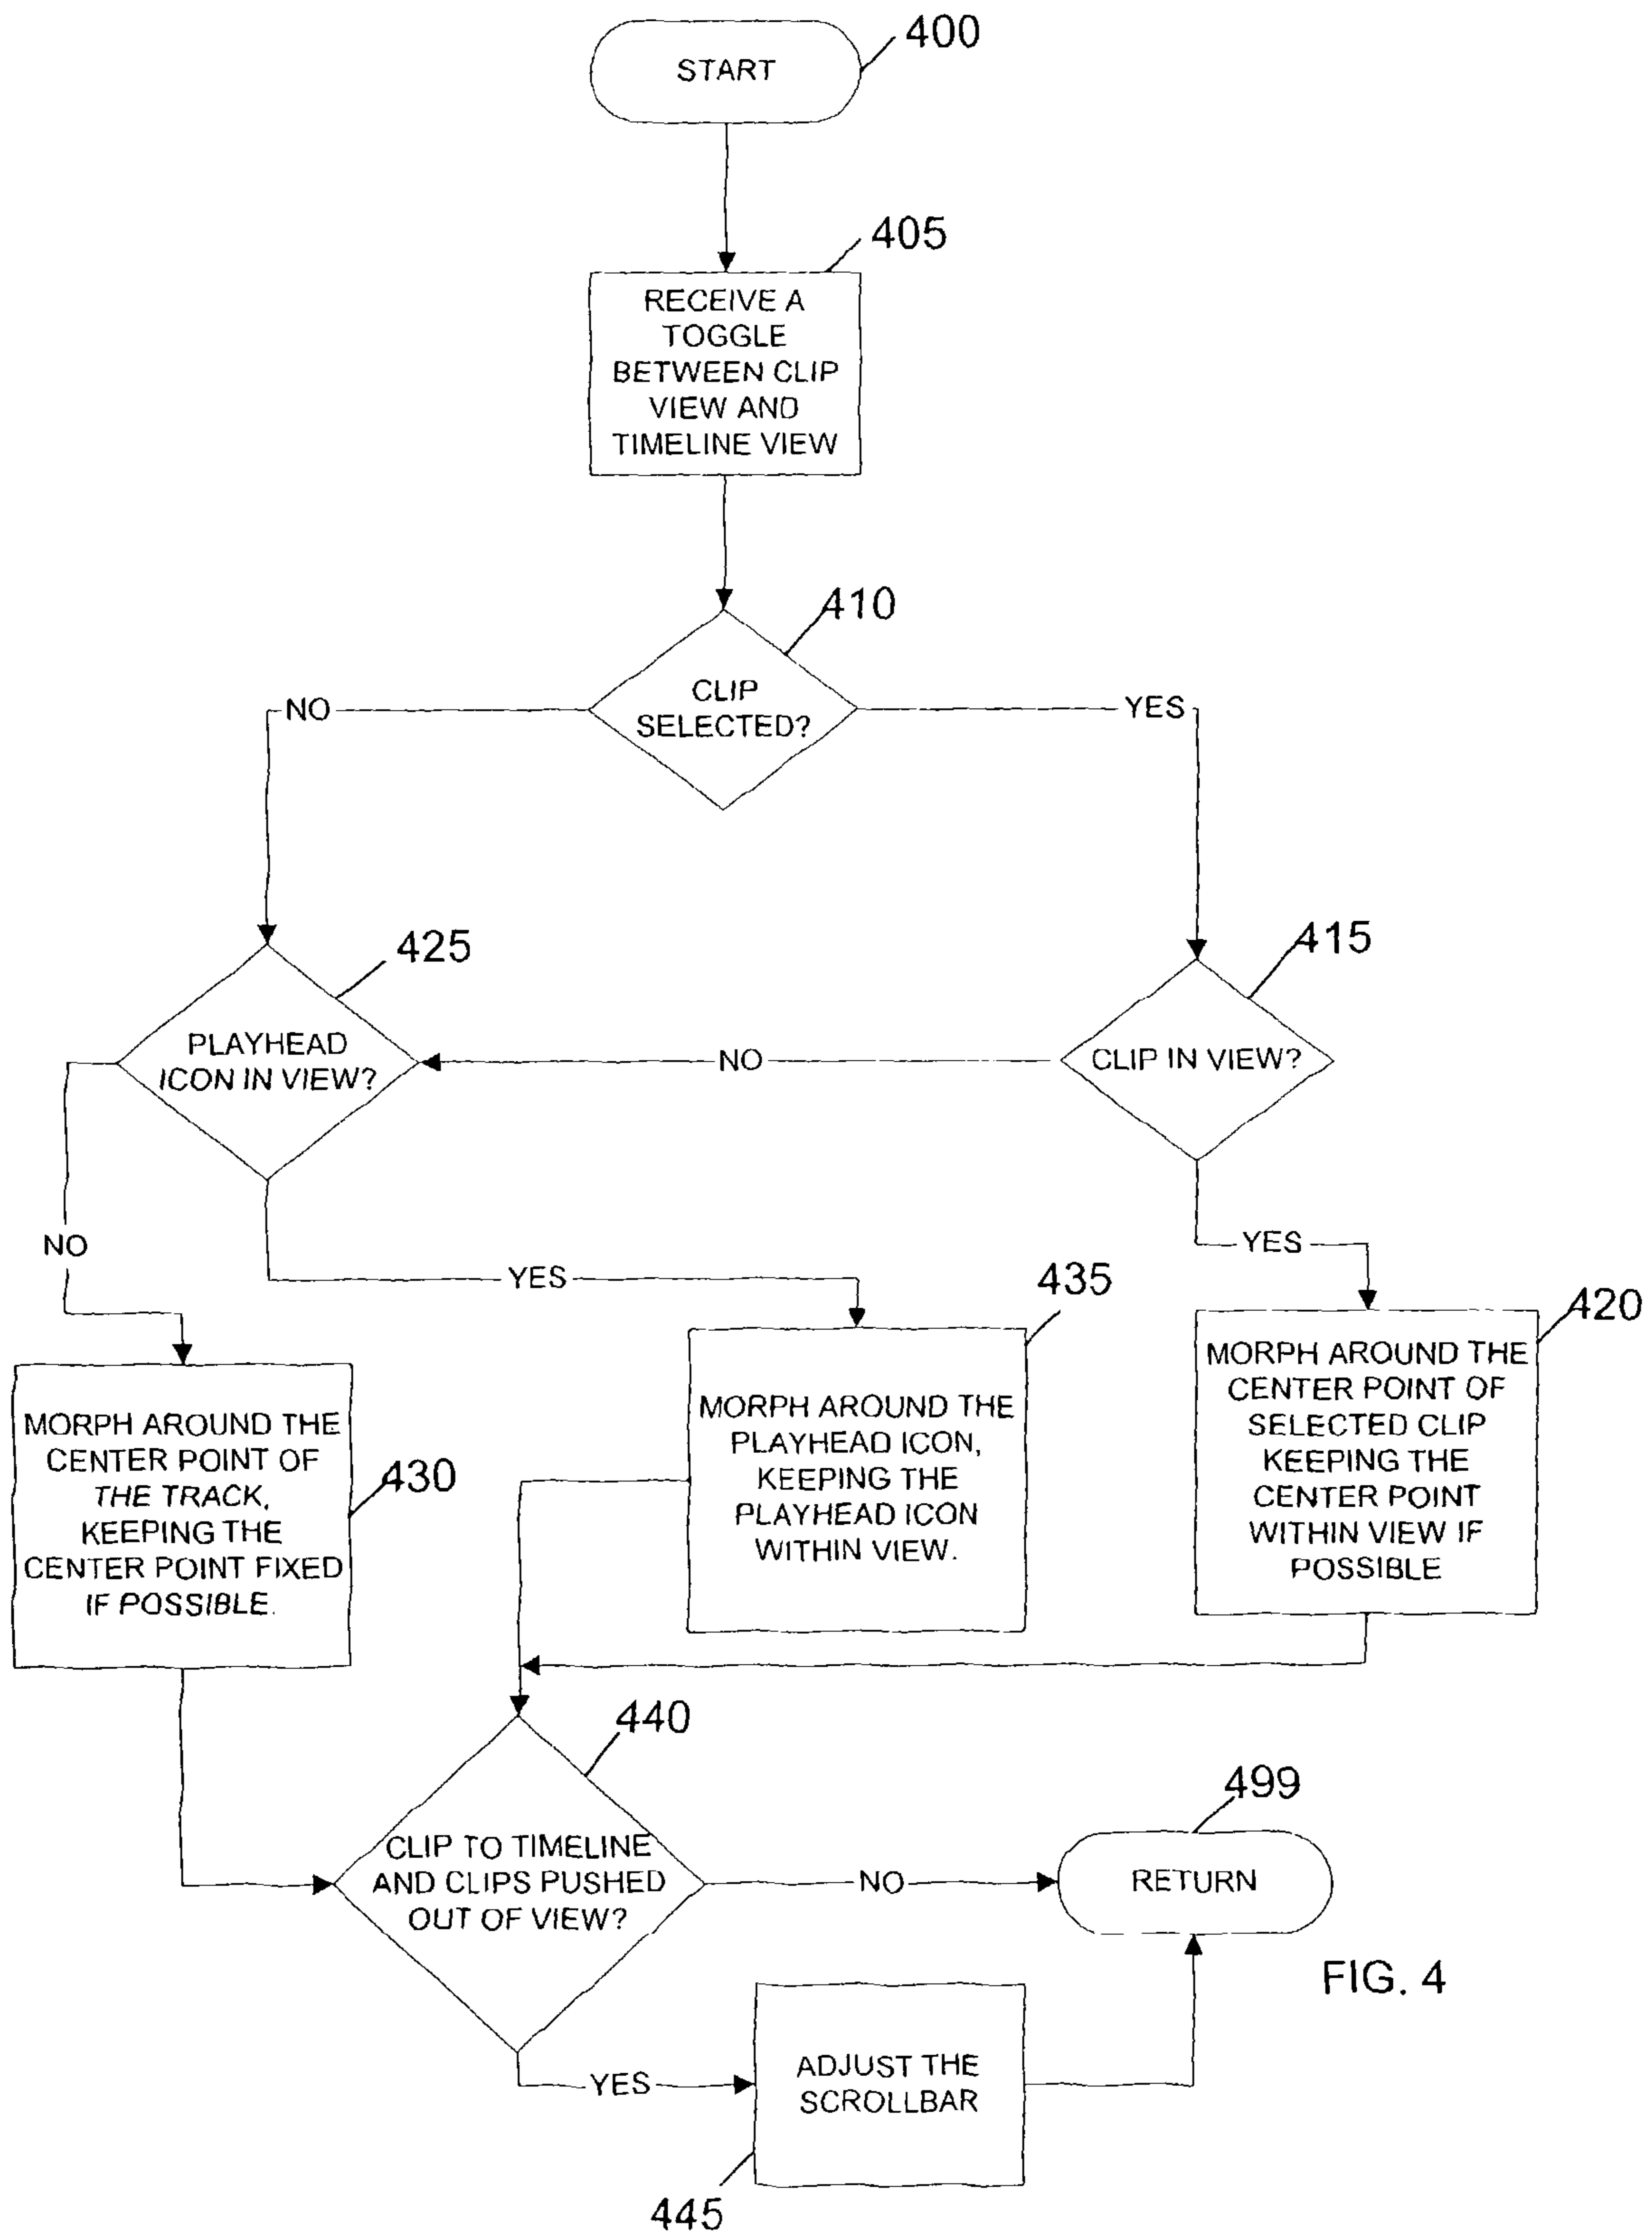 400
START
405
RECEIVE A
TOGGLE
BETWEEN CLIP
VIEW AND
TIMELINE VIEW
410
CLIP
SELECTED?
NO
YES
425
415
PLAYHEAD
ICON IN VIEW?
NO
CLIP IN VIEW?
NO
YES
YES
435
420
MORPH AROUND THE
CENTER POINT OF
THE TRACK,
KEEPING THE
CENTER POINT FIXED
IF POSSIBLE.
430
MORPH AROUND THE
PLAYHEAD ICON,
KEEPING THE
PLAYHEAD ICON
WITHIN VIEW.
MORPH AROUND THE
CENTER POINT OF
SELECTED CLIP
KEEPING THE
CENTER POINT
WITHIN VIEW IF
POSSIBLE
440
CLIP TO TIMELINE
AND CLIPS PUSHED
OUT OF VIEW?
NO
499
RETURN
FIG. 4
YES
ADJUST THE
SCROLLBAR
445